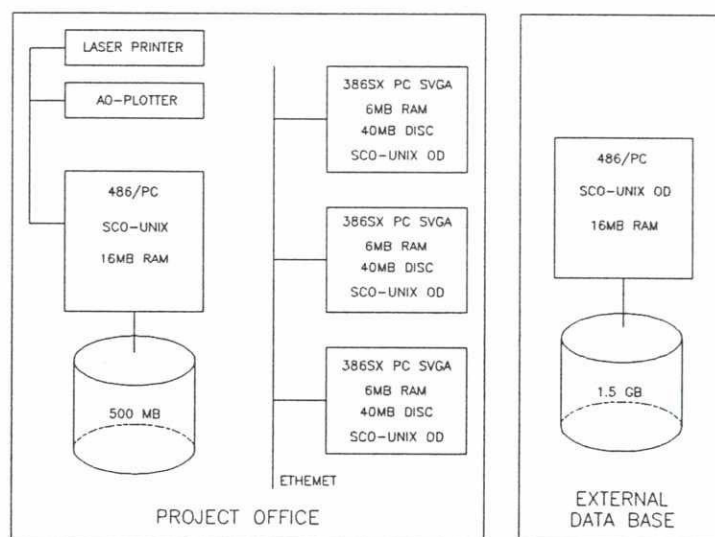 LASER PRINTER
AO-PLOTTER
486/PC
SCO-UNIX
16MB RAM
500 MB
386SX PC SVGA
6MB RAM
40MB DISC
SCO-UNIX OD
386SX PC SVGA
6MB RAM
40MB DISC
SCO-UNIX OD
386SX PC SVGA
6MB RAM
40MB DISC
SCO-UNIX OD
ETHEMET
PROJECT OFFICE
486/PC
SCO-UNIX OD
16MB RAM
1.5 GB
EXTERNAL
DATA BASE